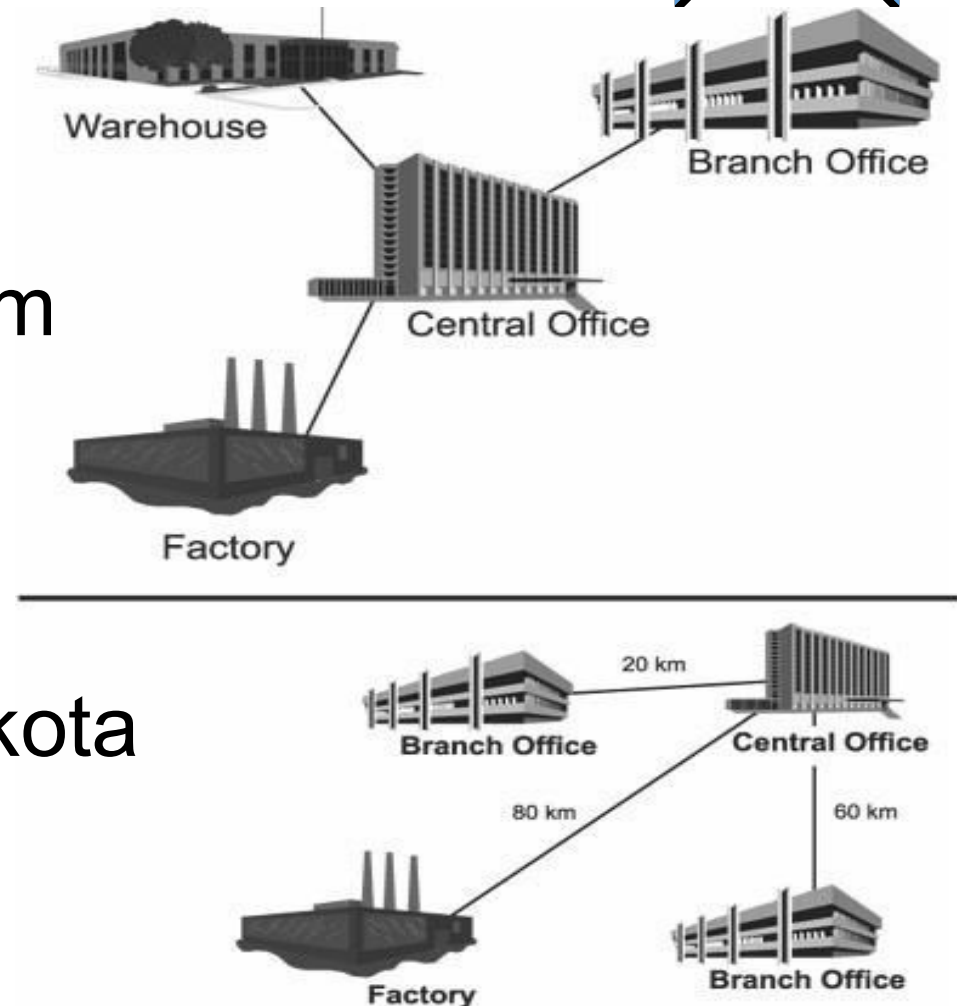 Warehouse
Branch Office
m
Central Office
Factory
20 km
kota
Branch Office
Central Office
80 km
60 km
Branch Office
Factory